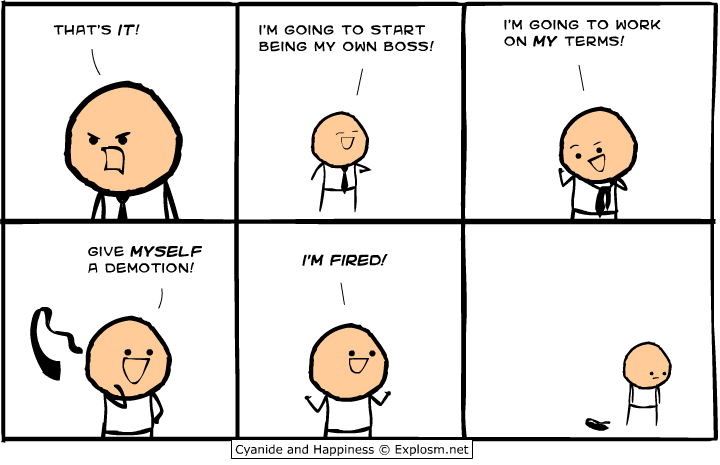 THAT'S IT!
I'M GOING TO START
BEING MY OWN BOSS!
I'M GOING TO WORK
ON MY TERMS!
GIVE MYSELF
A DEMOTION!
I'M FIRED!
Cyanide and Happiness © Explosm.net